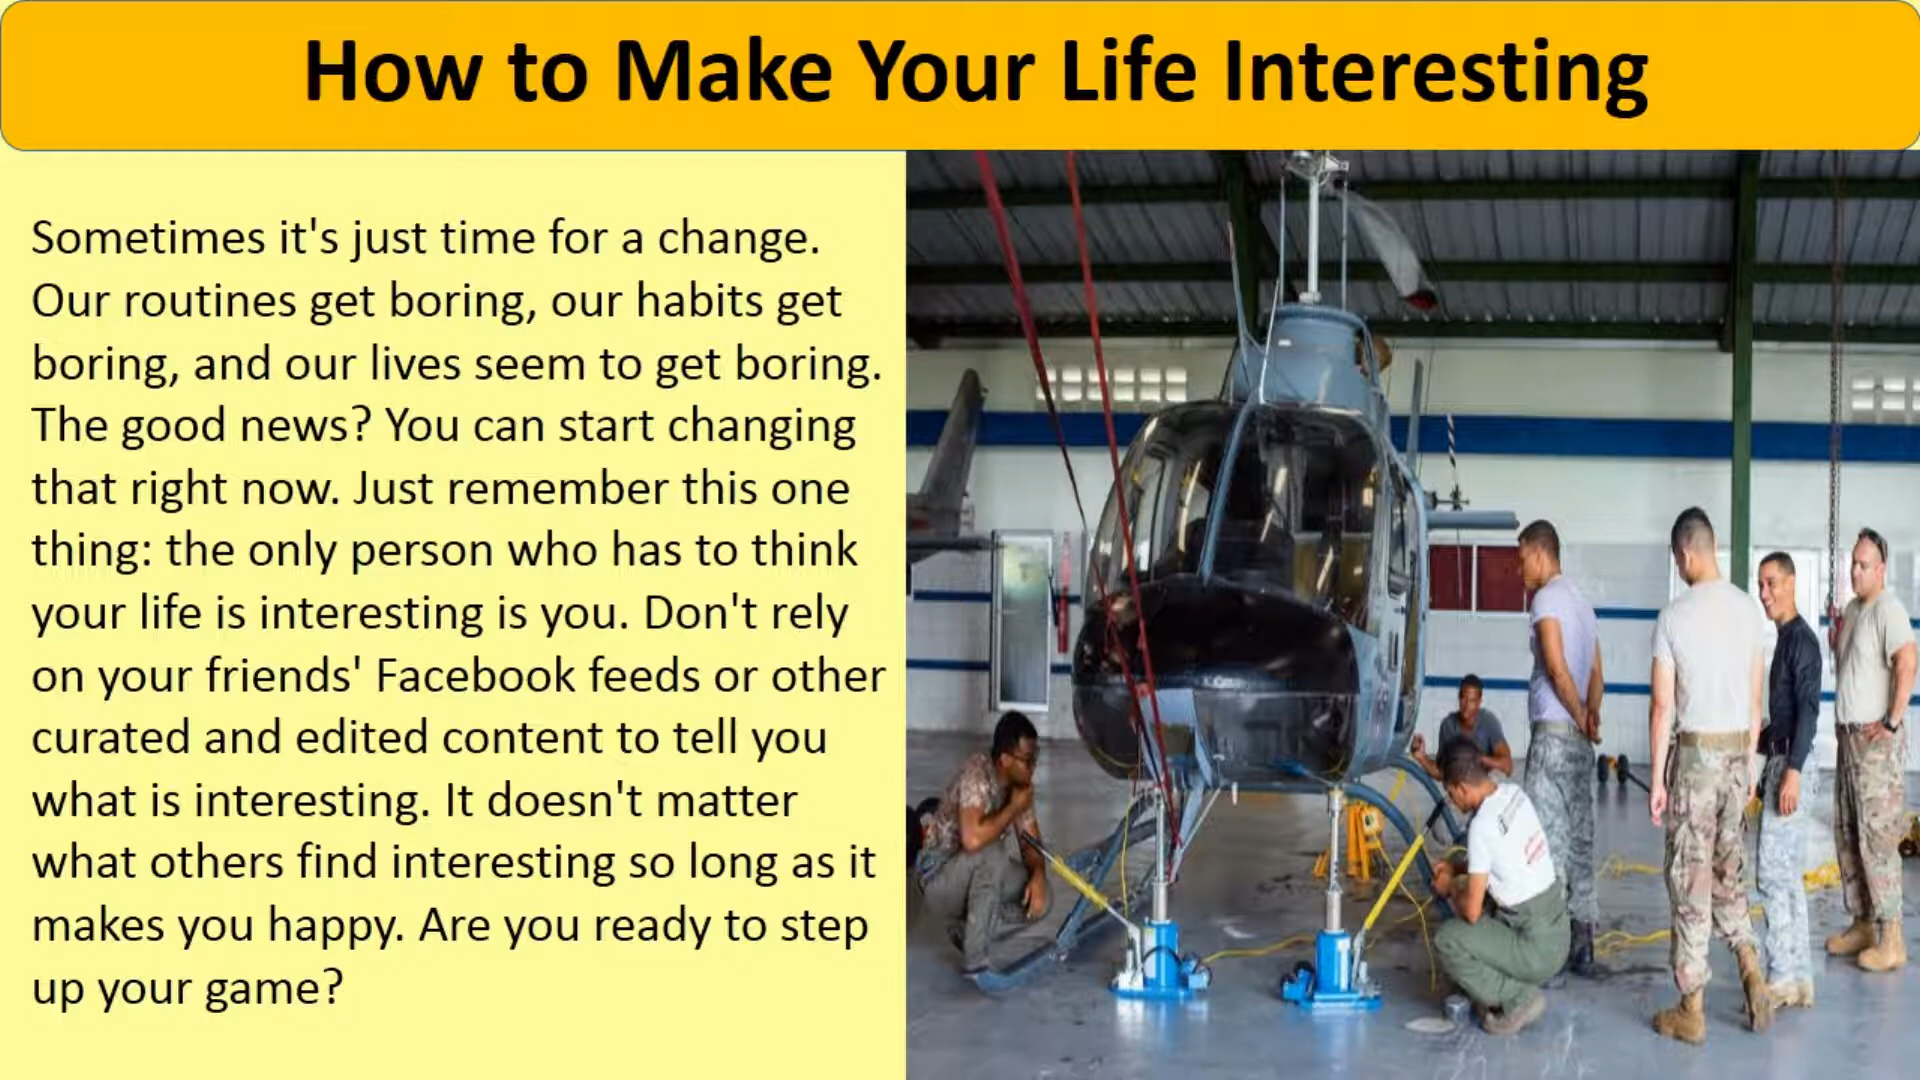 How to Make Your Life Interesting
Sometimes it's just time for a change.
Our routines get boring, our habits get
boring, and our lives seem to get boring.
The good news? You can start changing
that right now. Just remember this one
thing: the only person who has to think
your life is interesting is you. Don't rely
on your friends' Facebook feeds or other
curated and edited content to tell you
what is interesting. It doesn't matter
what others find interesting so long as it
makes you happy. Are you ready to step
up your game?